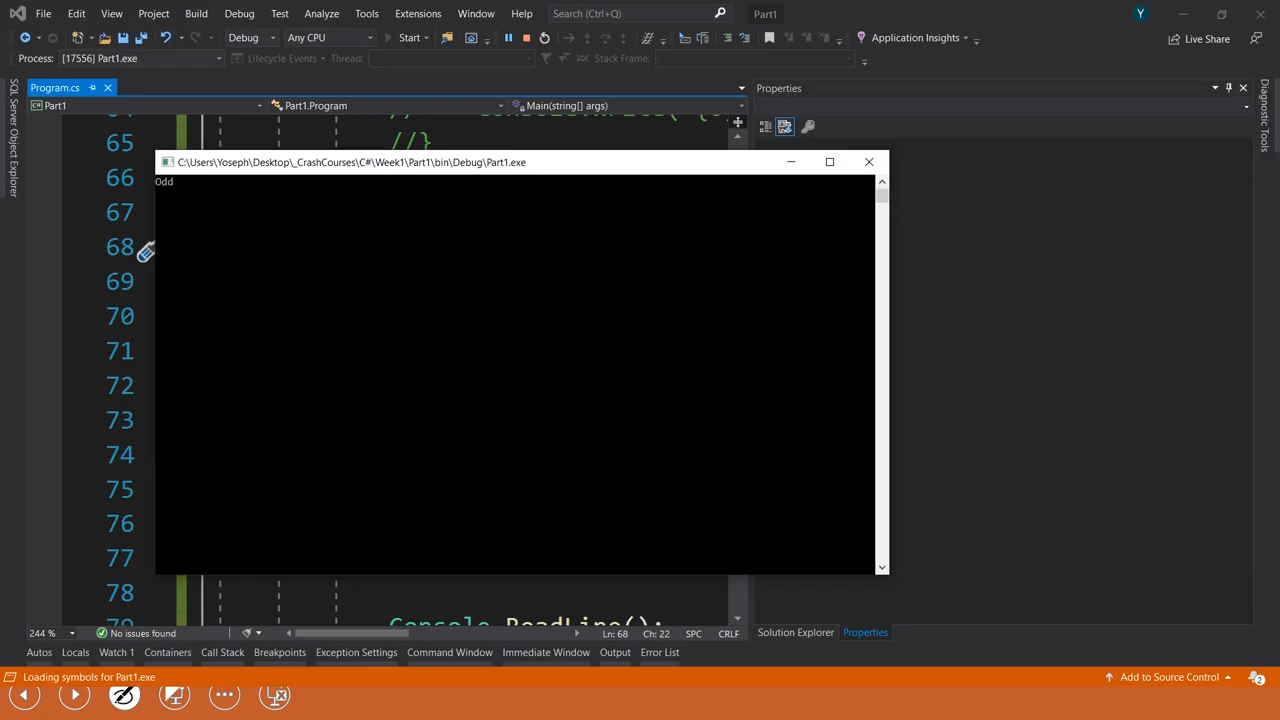 File Edit View Project Build Debug Test Analyze Tools Extensions Window Help Search (Ctrl+Q) Part1 Y
Debug Any CPU Start Application Insights Live Share
Process: [17556] Part1.exe Lifecycle Events Thread: Stack Frame:
Program.cs Properties
Part1 Part1.Program Main(string[] args)
SQL Server Object Explorer
Diagnostic Tools
65 //}
C:\Users\Yoseph\Desktop\_CrashCourses\C#\Week1\Part1\bin\Debug\Part1.exe
Odd
66
67
68
69
70
71
72
73
74
75
76
77
78
Console.ReadLine();
244 % No issues found Ln: 68 Ch: 22 SPC CRLF
Solution Explorer Properties
Autos Locals Watch 1 Containers Call Stack Breakpoints Exception Settings Command Window Immediate Window Output Error List
Loading symbols for Part1.exe Add to Source Control 2